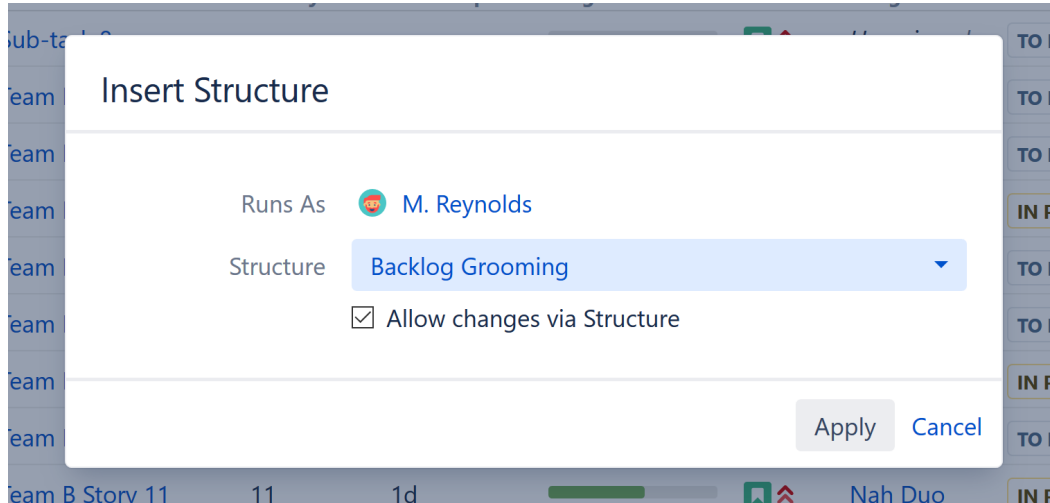 Insert Structure
Runs As M. Reynolds
Structure Backlog Grooming
Allow changes via Structure
Apply Cancel
TO
TO
TO
IN
TO
TO
IN
TO
Team B Story 11 11 1d Nah Duo IN